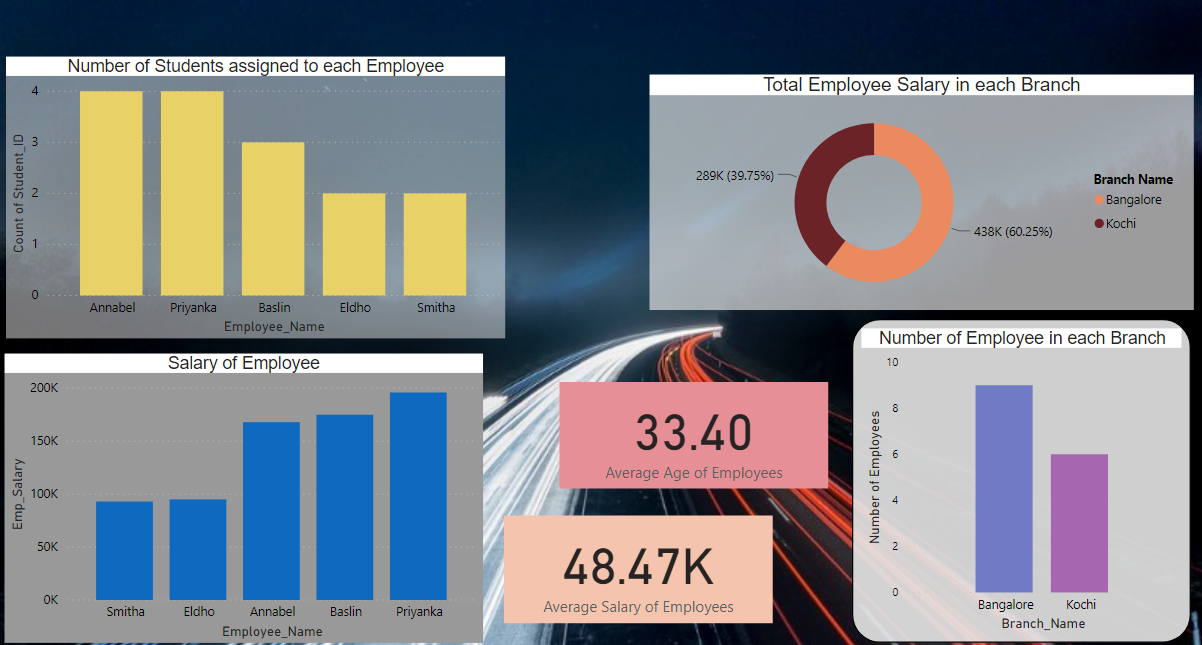 Number of Students assigned to each Employee
Count of Student_ID
4
3
2
1
0
Annabel Priyanka Baslin Eldho Smitha
Employee_Name
Total Employee Salary in each Branch
289K (39.75%)
438K (60.25%)
Branch Name
Bangalore
Kochi
Salary of Employee
Emp_Salary
200K
150K
100K
50K
0K
Smitha Eldho Annabel Baslin Priyanka
Employee_Name
33.40
Average Age of Employees
48.47K
Average Salary of Employees
Number of Employee in each Branch
Number of Employees
10
8
6
4
2
0
Bangalore Kochi
Branch_Name